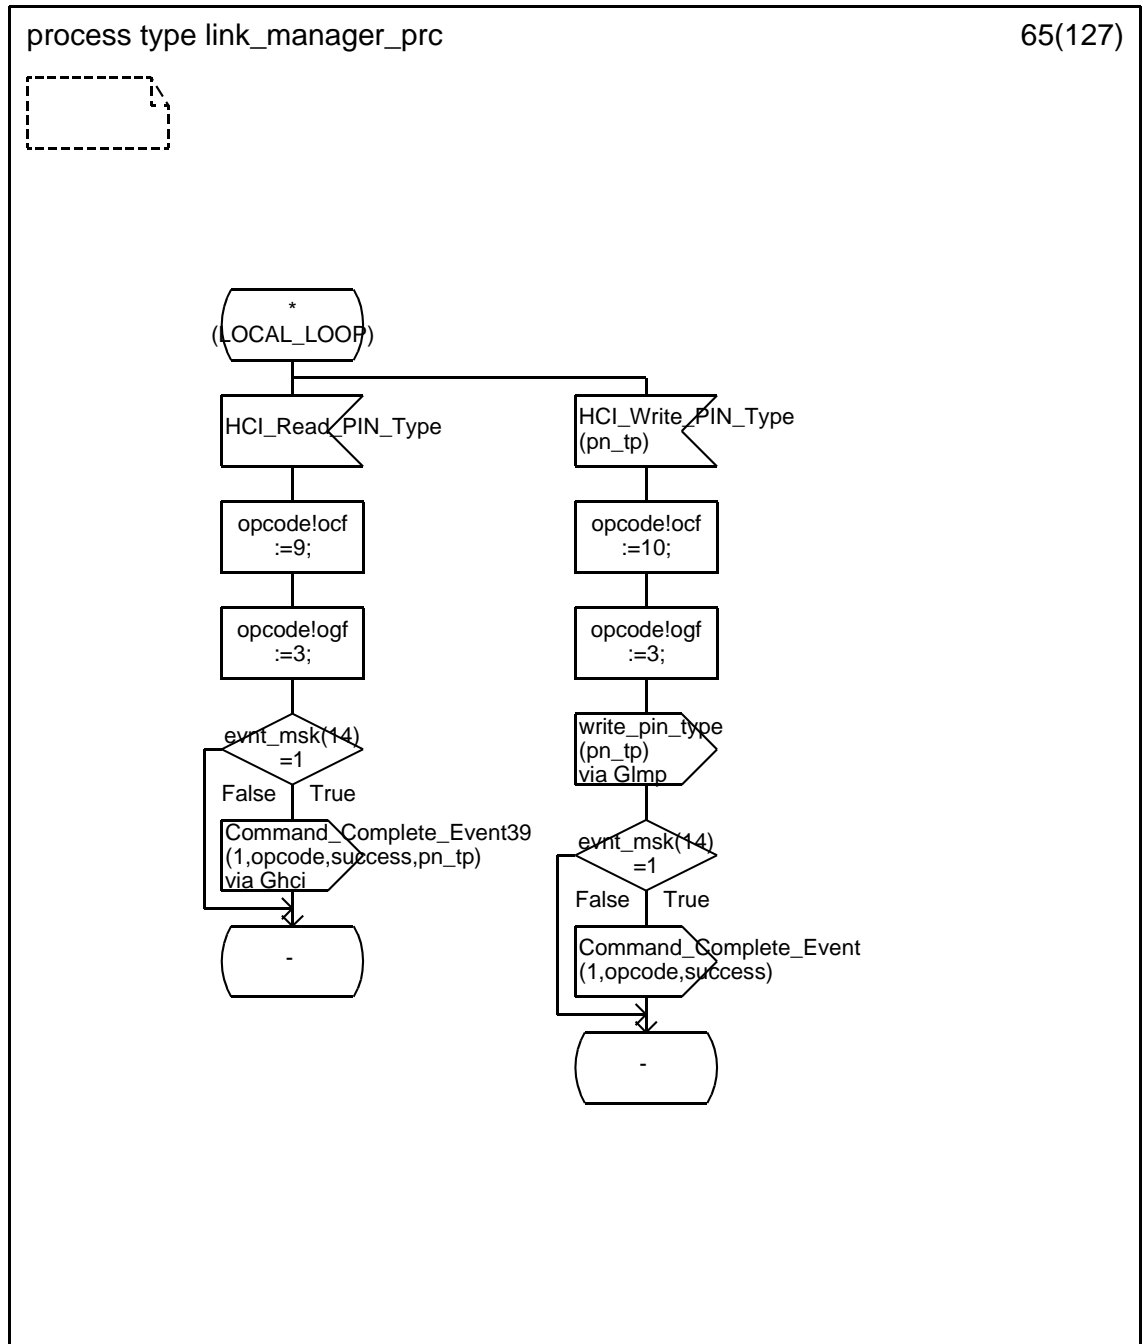 process type link_manager_prc
65(127)
*
(LOCAL_LOOP)
HCI_Read_PIN_Type
opcode!ocf
:=9;
opcode!ogf
:=3;
evnt_msk(14)
=1
False
True
Command_Complete_Event39
(1,opcode,success,pn_tp)
via Ghci
-
HCI_Write_PIN_Type
(pn_tp)
opcode!ocf
:=10;
opcode!ogf
:=3;
write_pin_type
(pn_tp)
via Glmp
evnt_msk(14)
=1
False
True
Command_Complete_Event
(1,opcode,success)
-